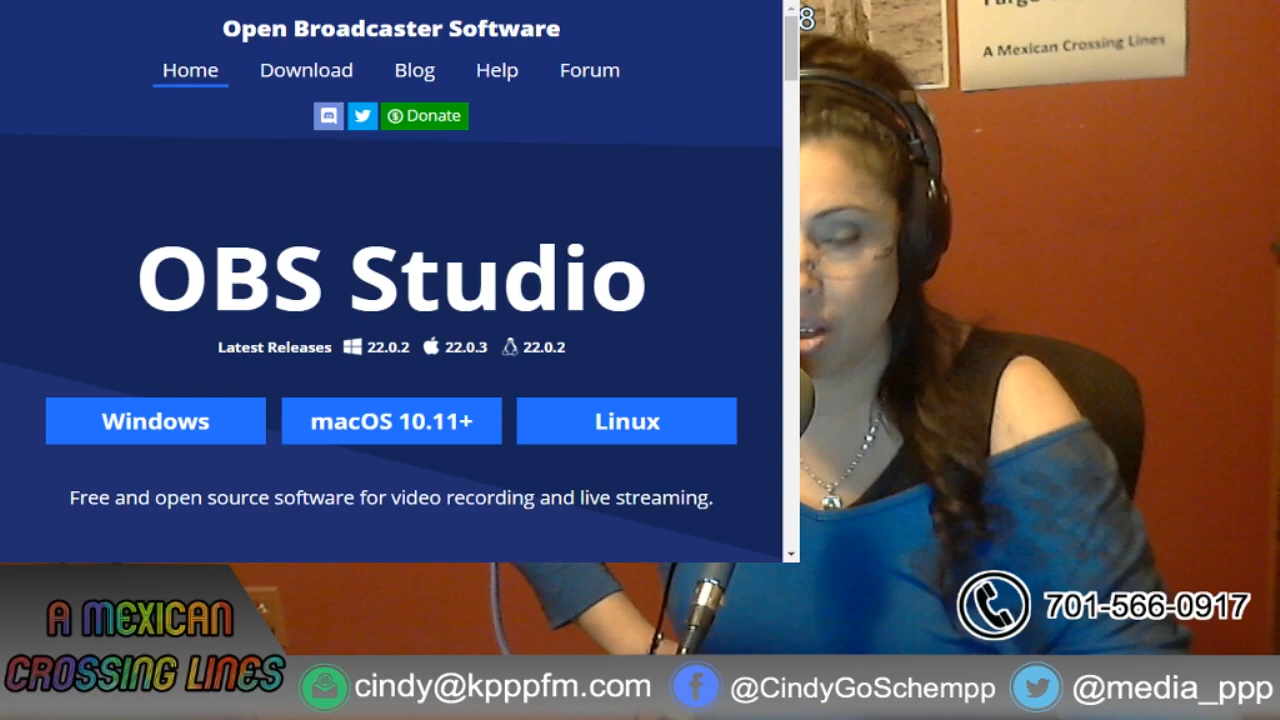 Open Broadcaster Software
Home Download Blog Help Forum
Donate
OBS Studio
Latest Releases 22.0.2 22.0.3 22.0.2
Windows macOS 10.11+ Linux
Free and open source software for video recording and live streaming.
8
A Mexican Crossing Lines
701-566-0917
A MEXICAN
CROSSING LINES
cindy@kpppfm.com @CindyGoSchempp @media_ppp